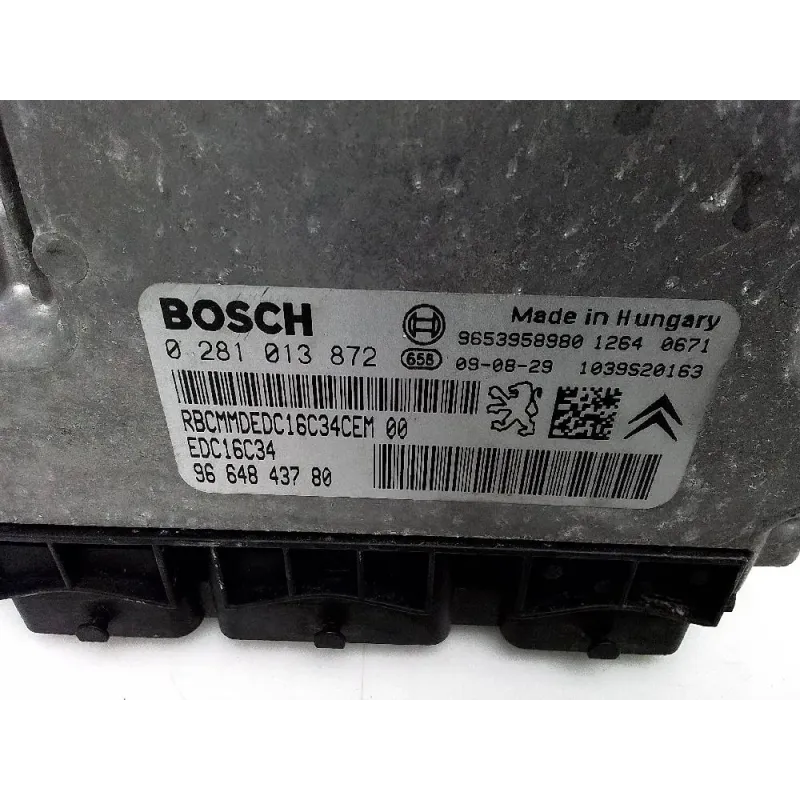 BOSCH
Made in Hungary
0 281 013 872
9653958980 1264 0671
658 09-08-29 1039S20163
RBCMMDEDC16C34CEM 00
EDC16C34
96 648 437 80